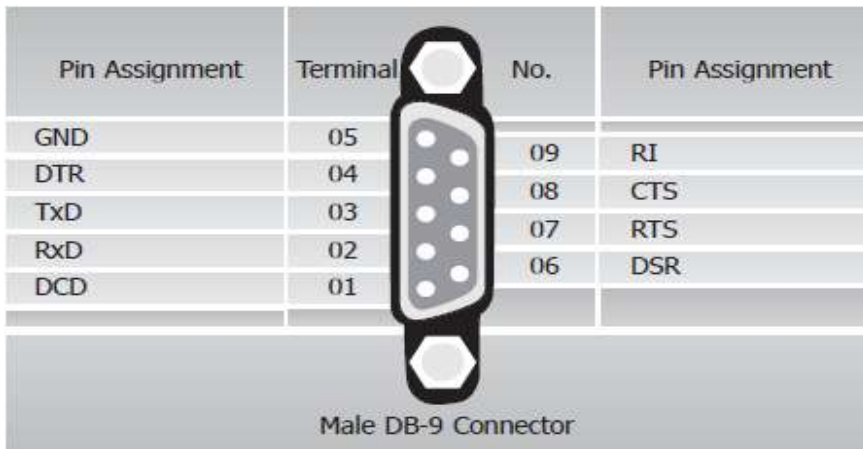 Pin Assignment Terminal No. Pin Assignment
GND 05
09 RI
DTR 04
08 CTS
TxD 03
07 RTS
RxD 02
06 DSR
DCD 01
Male DB-9 Connector